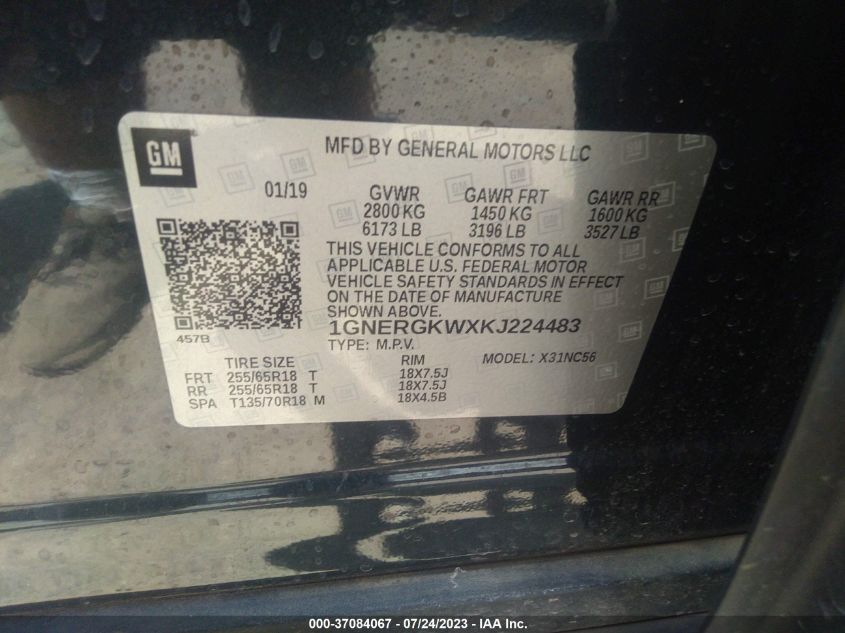 GM
MFD BY GENERAL MOTORS LLC
01/19
GVWR GAWR FRT GAWR RR
2800 KG 1450 KG 1600 KG
6173 LB 3196 LB 3527 LB
THIS VEHICLE CONFORMS TO ALL
APPLICABLE U.S. FEDERAL MOTOR
VEHICLE SAFETY STANDARDS IN EFFECT
ON THE DATE OF MANUFACTURE
SHOWN ABOVE.
1GNERGKWXKJ224483
457B
TYPE: M.P.V. MODEL: X31NC56
TIRE SIZE RIM
FRT 255/65R18 T 18X7.5J
RR 255/65R18 T 18X7.5J
SPA T135/70R18 M 18X4.5B
000-37084067 / 07/24/2023 / IAA Inc.